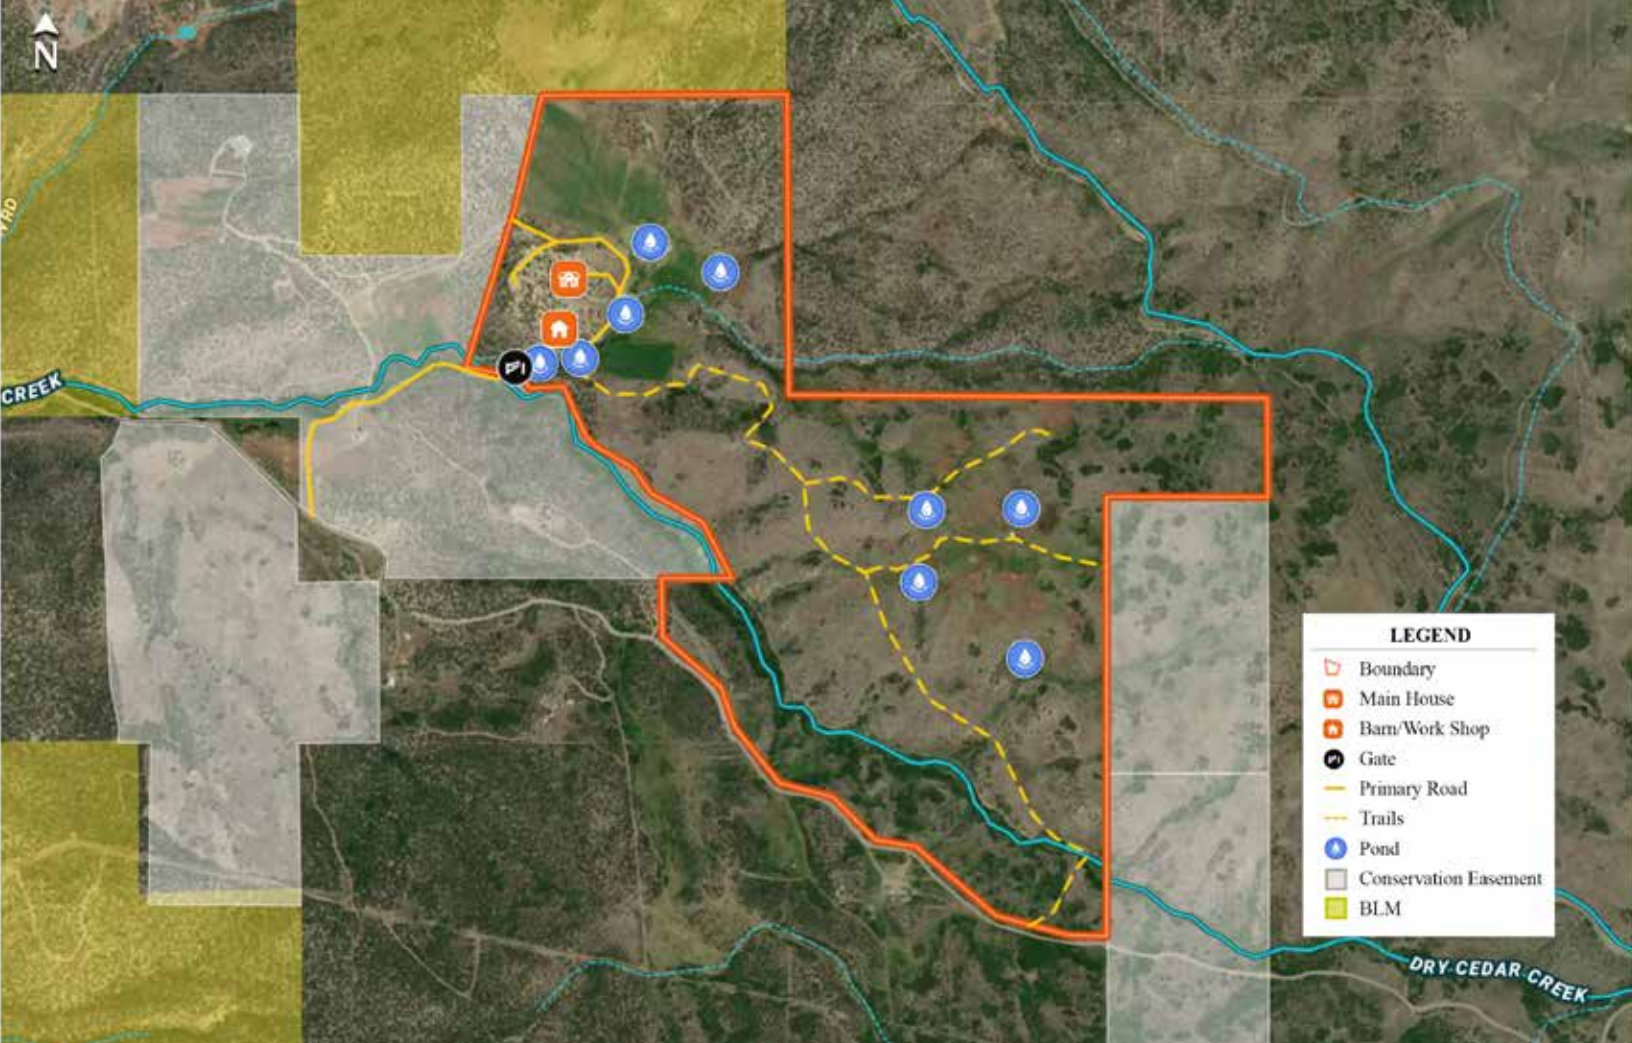 N
CREEK
LEGEND
Boundary
Main House
Barn/Work Shop
Gate
Primary Road
Trails
Pond
Conservation Easement
BLM
DRY CEDAR CREEK